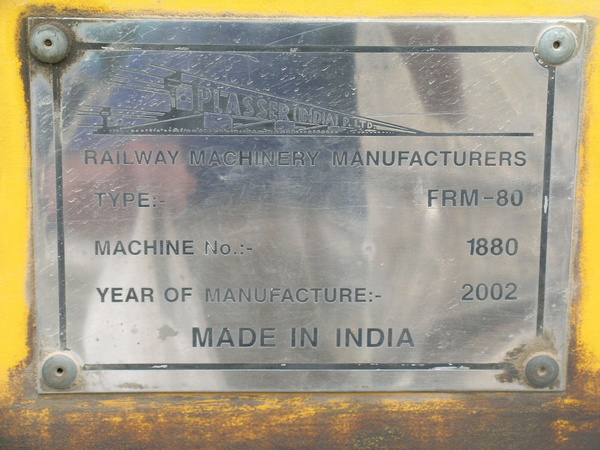 PLASSER (INDIA) P. LTD.
RAILWAY MACHINERY MANUFACTURERS
TYPE:- FRM-80
MACHINE No.:- 1880
YEAR OF MANUFACTURE:- 2002
MADE IN INDIA